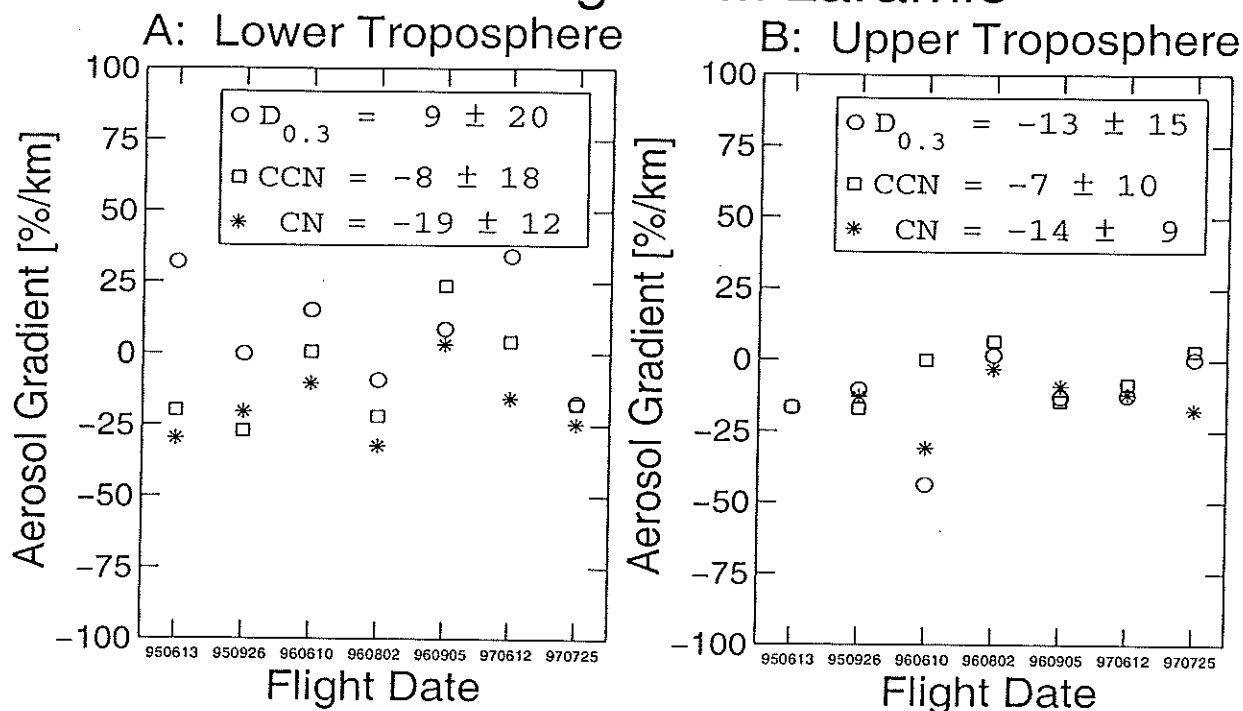 A: Lower Troposphere
100
75
50
25
0
−25
−50
−75
−100
Aerosol Gradient [%/km]
○ D0.3 = 9 ± 20
□ CCN = −8 ± 18
* CN = −19 ± 12
950613 950926 960610 960802 960905 970612 970725
Flight Date
B: Upper Troposphere
100
75
50
25
0
−25
−50
−75
−100
Aerosol Gradient [%/km]
○ D0.3 = −13 ± 15
□ CCN = −7 ± 10
* CN = −14 ± 9
950613 950926 960610 960802 960905 970612 970725
Flight Date